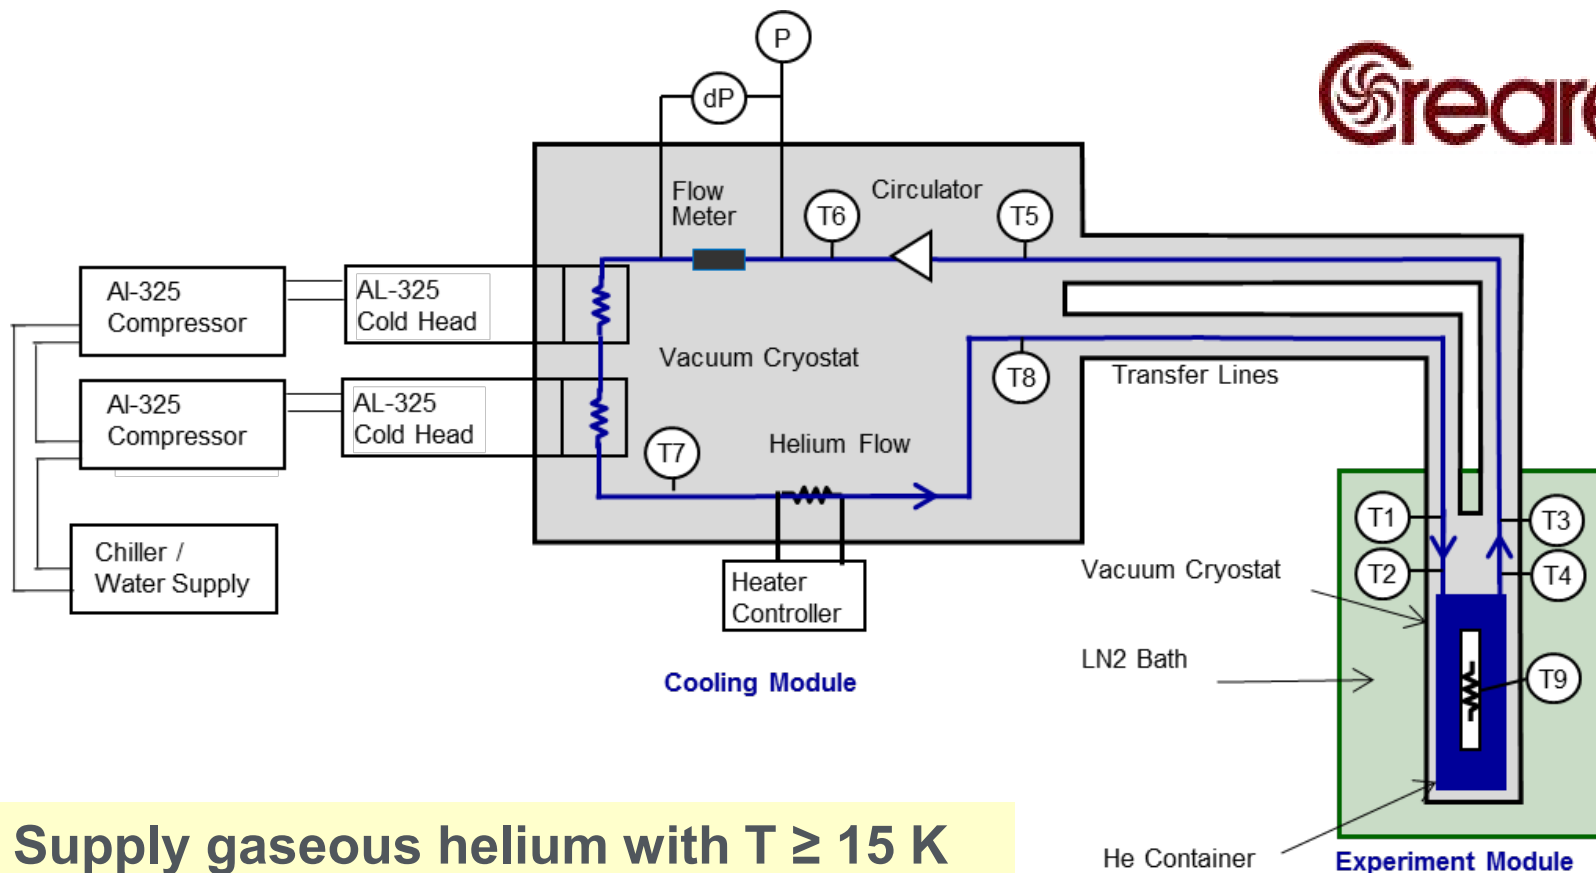 P
dP
Creare
Flow
Meter
T6
Circulator
T5
AI-325
Compressor
AL-325
Cold Head
Vacuum Cryostat
T8
Transfer Lines
AI-325
Compressor
AL-325
Cold Head
T7
Helium Flow
T1
T3
Chiller /
Water Supply
Heater
Controller
Vacuum Cryostat
T2
T4
LN2 Bath
T9
Cooling Module
Supply gaseous helium with T ≥ 15 K
He Container
Experiment Module